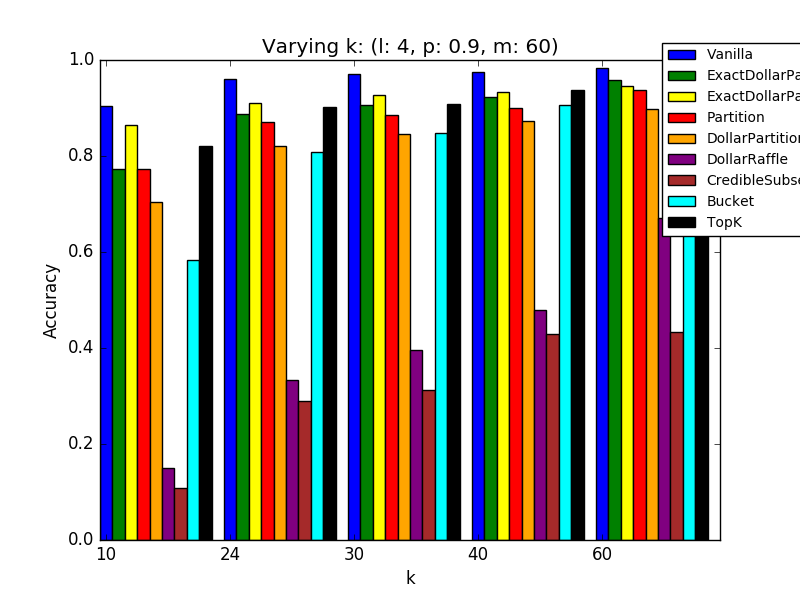 Varying k: (l: 4, p: 0.9, m: 60)
1.0
0.8
0.6
0.4
0.2
0.0
Accuracy
10 24 30 40 60
k
Vanilla
ExactDollarPa
ExactDollarPa
Partition
DollarPartition
DollarRaffle
CredibleSubse
Bucket
TopK